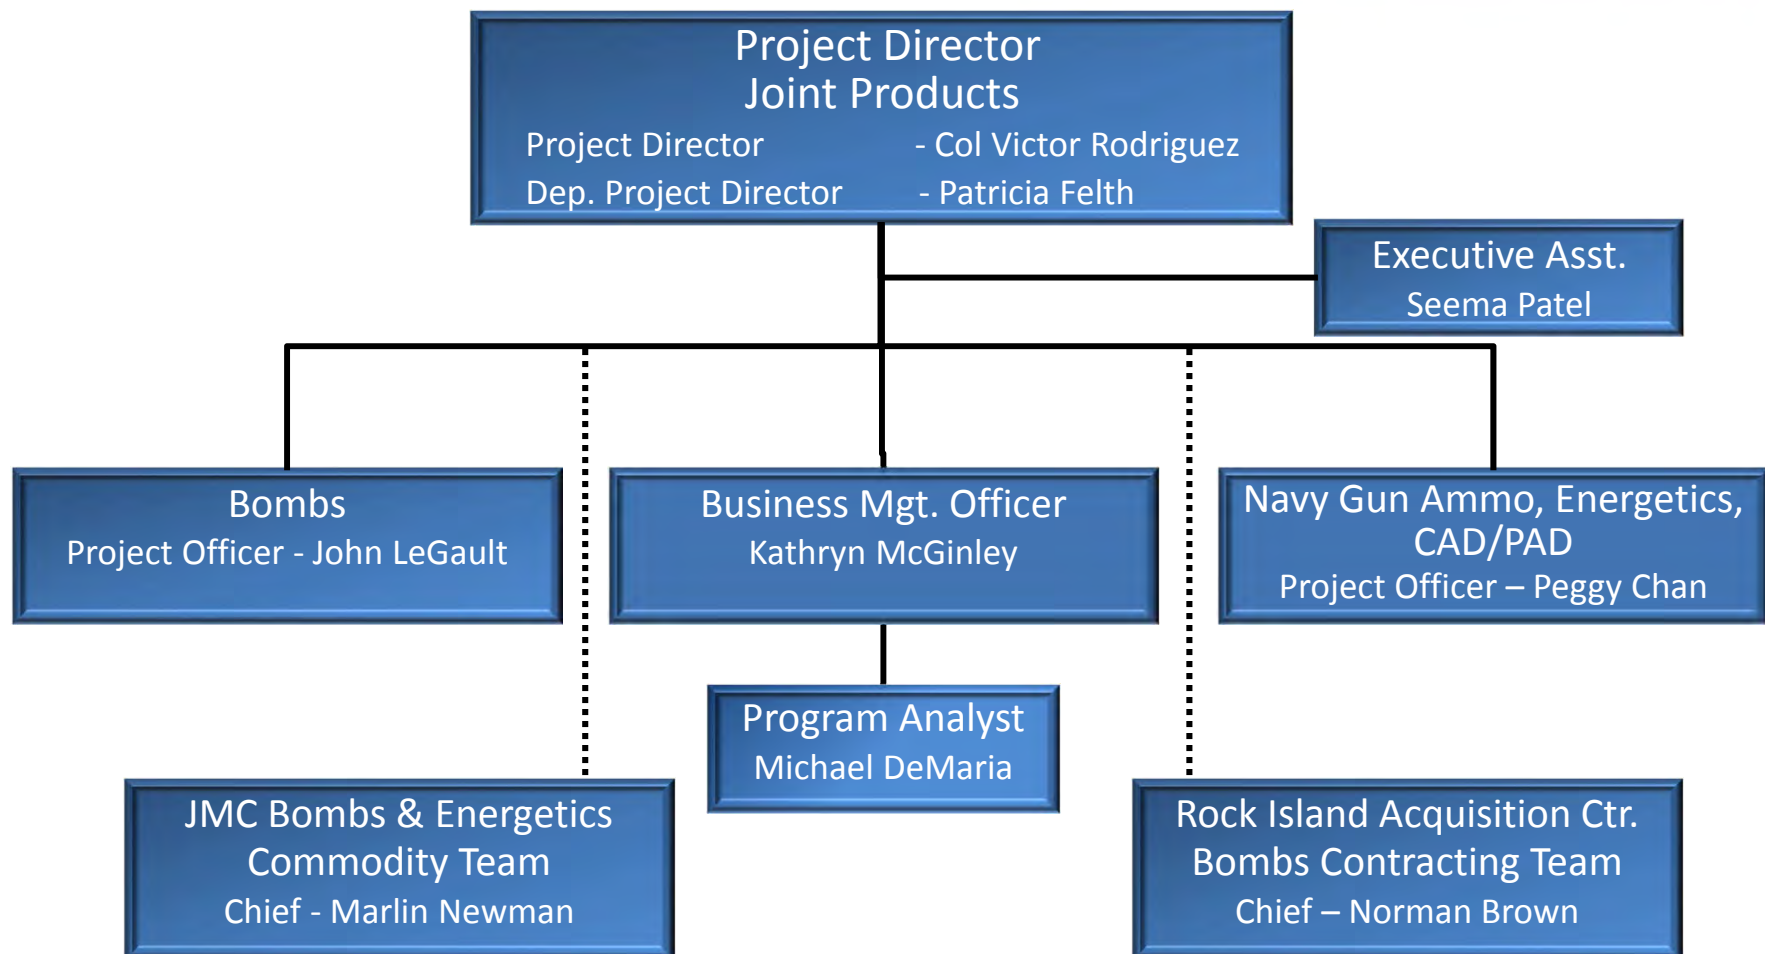 Project Director
Joint Products
Project Director - Col Victor Rodriguez
Dep. Project Director - Patricia Felth
Executive Asst.
Seema Patel
Bombs
Project Officer - John LeGault
Business Mgt. Officer
Kathryn McGinley
Navy Gun Ammo, Energetics,
CAD/PAD
Project Officer – Peggy Chan
Program Analyst
Michael DeMaria
JMC Bombs & Energetics
Commodity Team
Chief - Marlin Newman
Rock Island Acquisition Ctr.
Bombs Contracting Team
Chief – Norman Brown